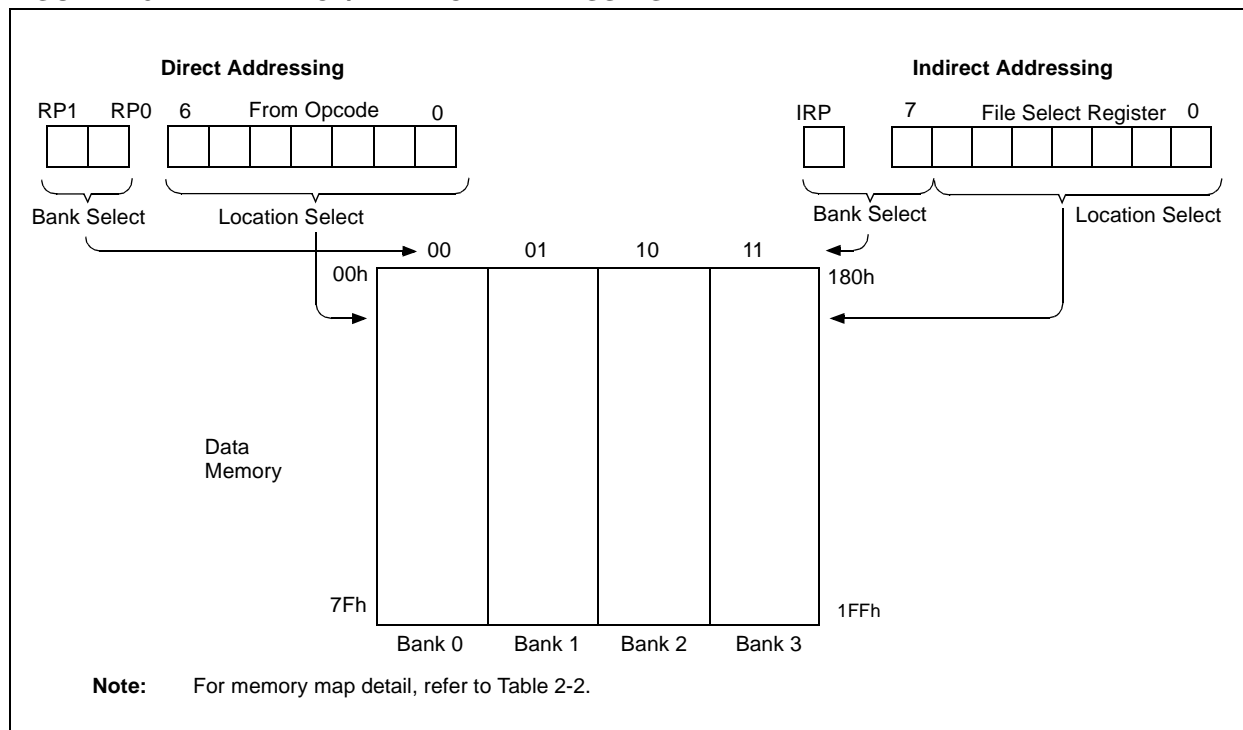 Direct Addressing
Indirect Addressing
RP1 RP0 6 From Opcode 0
IRP 7 File Select Register 0
Bank Select Location Select
Bank Select Location Select
00 01 10 11
00h 180h
Data
Memory
7Fh 1FFh
Bank 0 Bank 1 Bank 2 Bank 3
Note: For memory map detail, refer to Table 2-2.